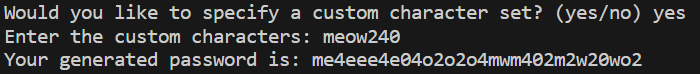 Would you like to specify a custom character set? (yes/no) yes
Enter the custom characters: meow240
Your generated password is: me4eee4e04o2o2o4mwm402m2w20wo2